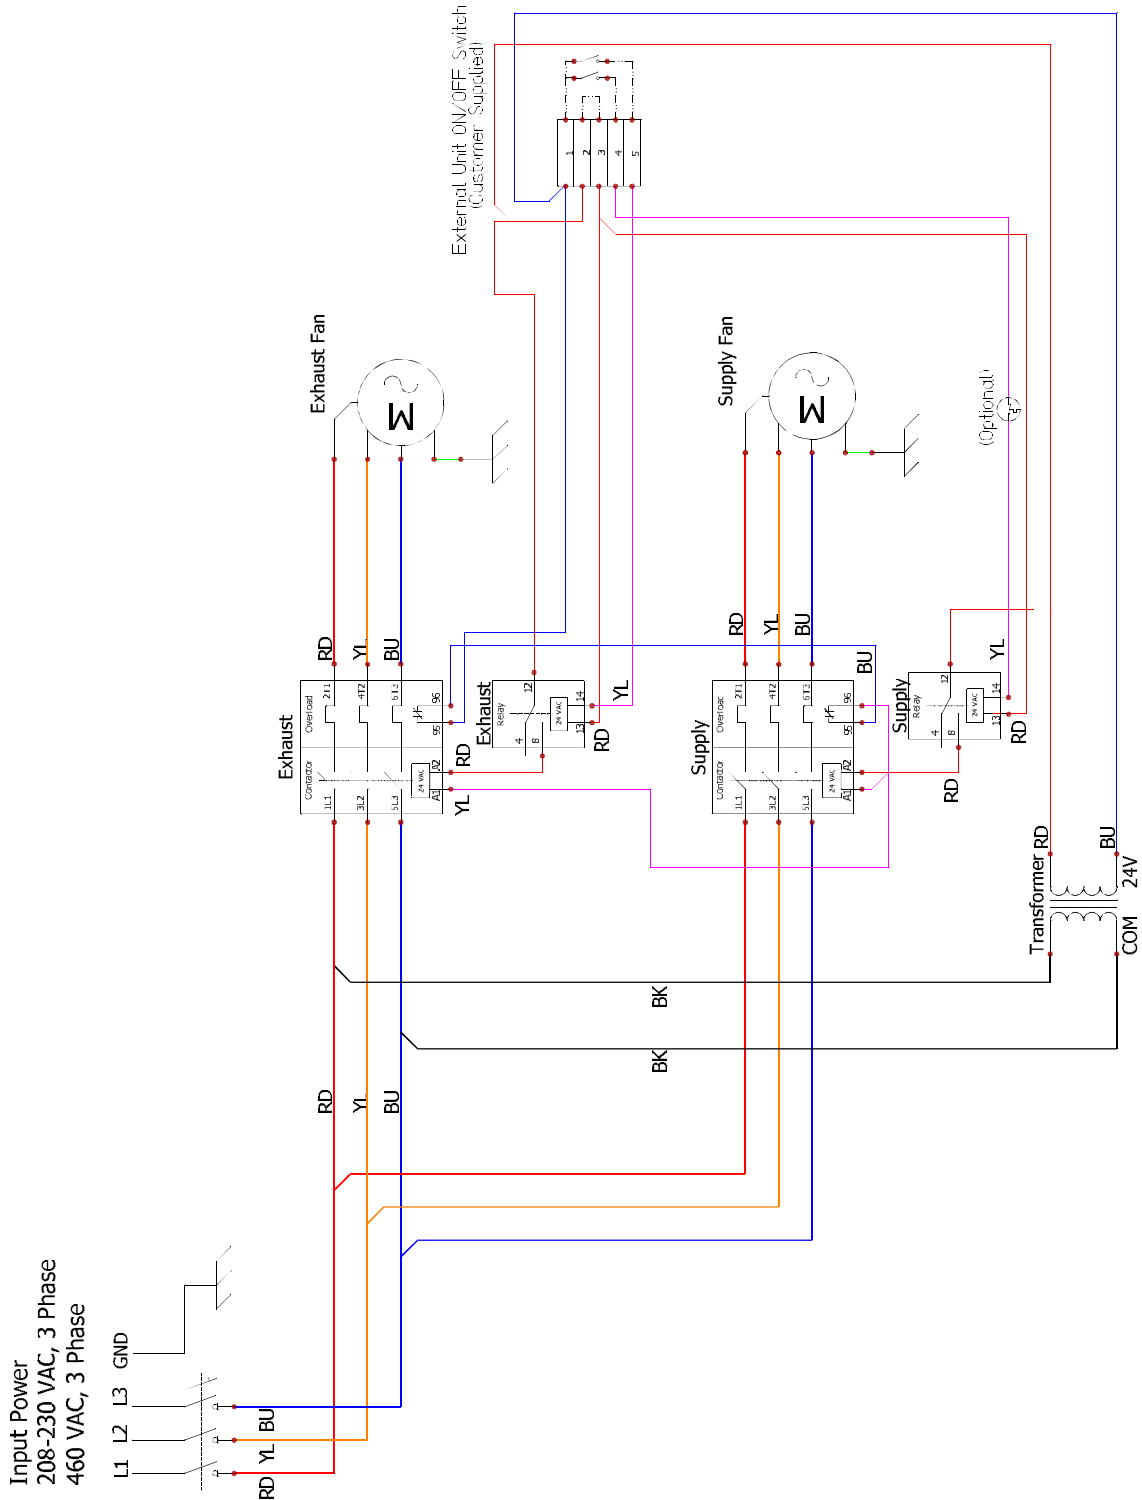 External Unit ON/OFF Switch
(Customer Supplied)
1
2
3
4
5
Exhaust Fan
M
Supply Fan
M
(Optional)
RD
YL
BU
RD
YL
BU
BU
YL
YL
Exhaust
Overload
2T1
4T2
6T3
96
95
Contactor
24 VAC
A2
A1
1L1
3L2
5L3
RD
YL
Exhaust
Relay
12
14
24 VAC
13
4
8
RD
Supply
Overload
2T1
4T2
6T3
96
95
Contactor
24 VAC
A2
A1
1L1
3L2
5L3
RD
Supply
Relay
12
14
24 VAC
13
4
8
RD
Transformer
RD
BU
24V
COM
BK
BK
RD
YL
BU
Input Power
208-230 VAC, 3 Phase
460 VAC, 3 Phase
GND
L3
L2
L1
BU
YL
RD